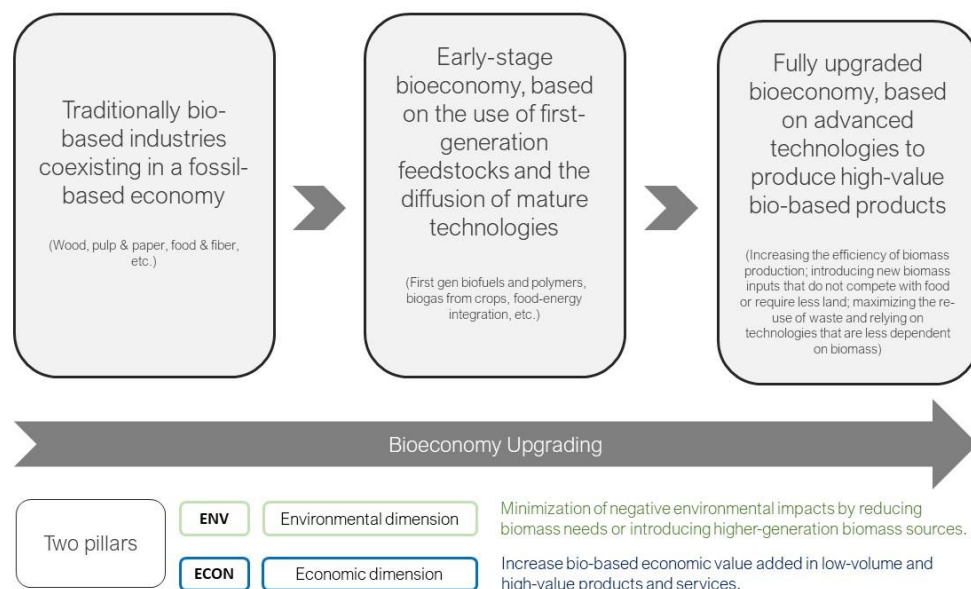 Traditionally bio-
based industries
coexisting in a fossil-
based economy
(Wood, pulp & paper, food & fiber,
etc.)
Early-stage
bioeconomy, based
on the use of first-
generation
feedstocks and the
diffusion of mature
technologies
(First gen biofuels and polymers,
biogas from crops, food-energy
integration, etc.)
Fully upgraded
bioeconomy, based
on advanced
technologies to
produce high-value
bio-based products
(Increasing the efficiency of biomass
production; introducing new biomass
inputs that do not compete with food
or require less land; maximizing the re-
use of waste and relying on
technologies that are less dependent
on biomass)
Bioeconomy Upgrading
Two pillars
ENV
Environmental dimension
Minimization of negative environmental impacts by reducing
biomass needs or introducing higher-generation biomass sources.
ECON
Economic dimension
Increase bio-based economic value added in low-volume and
high-value products and services.